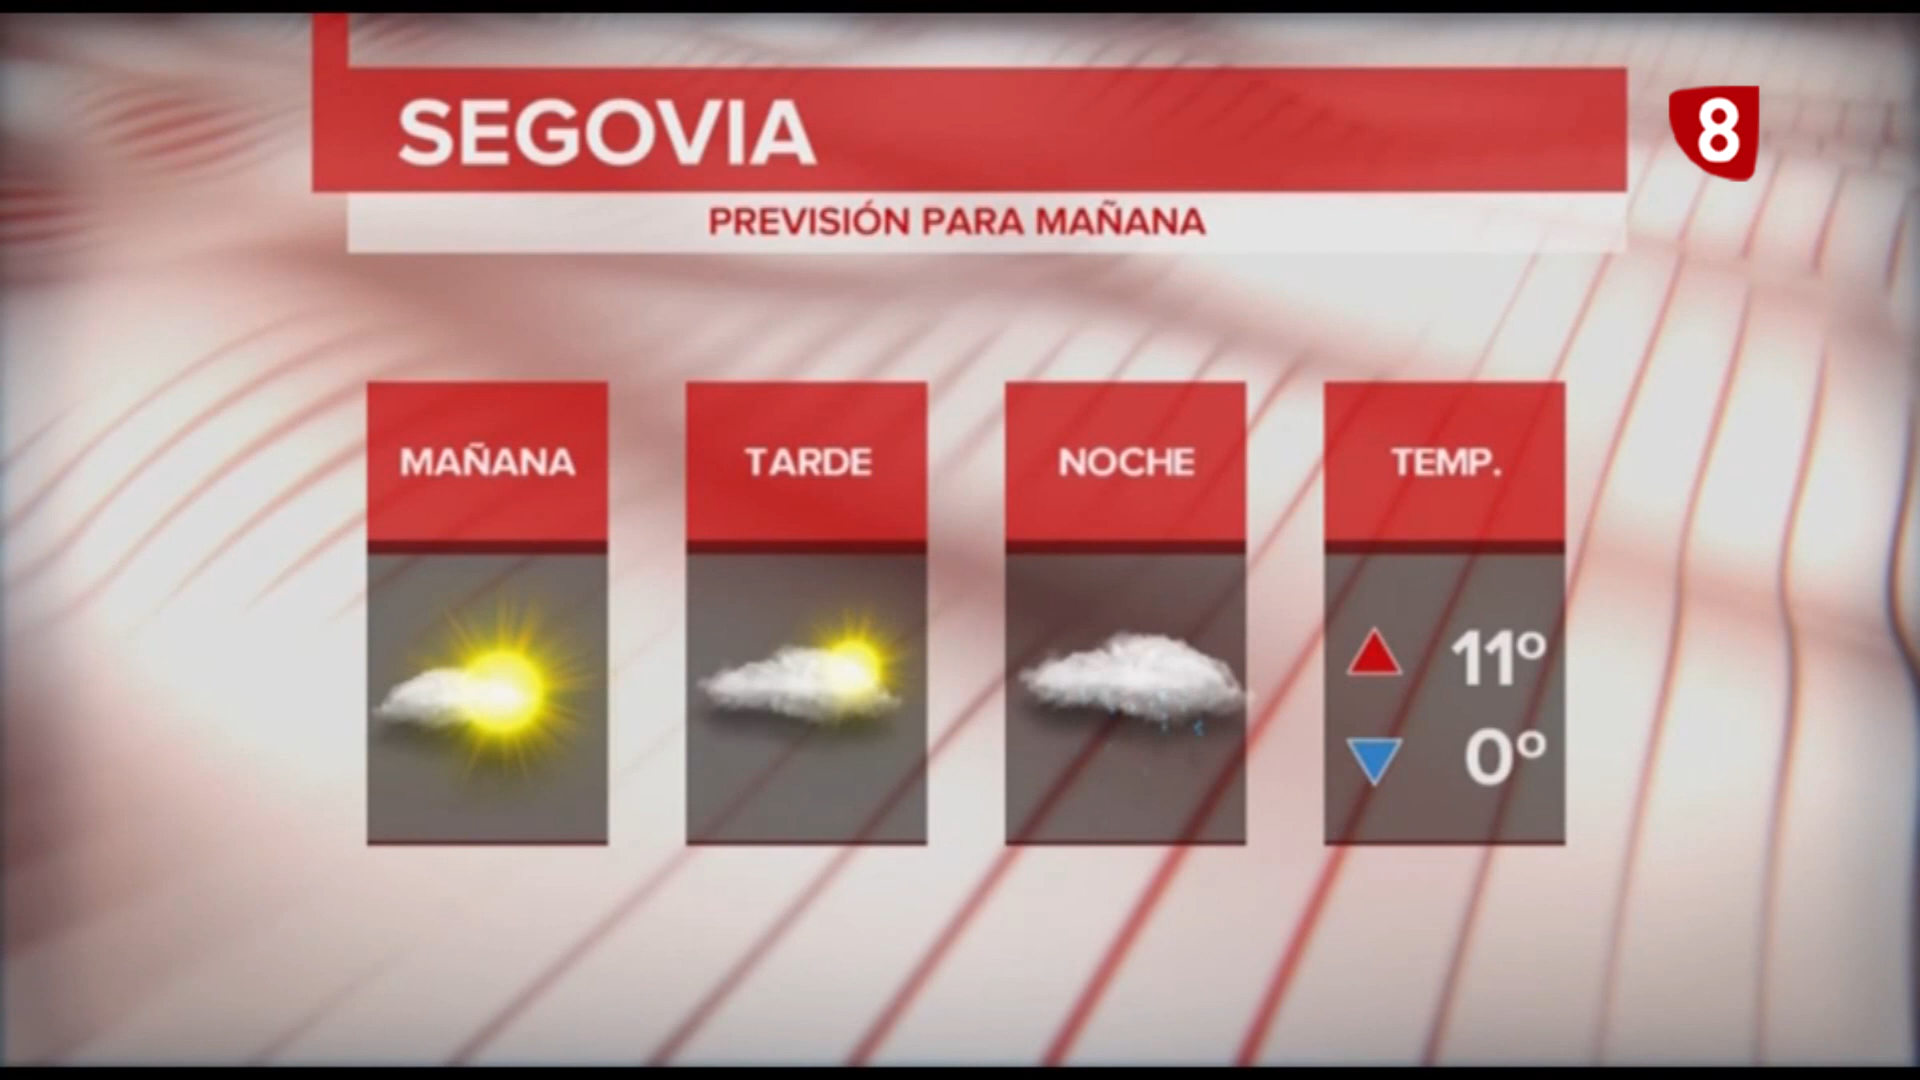 SEGOVIA
8
PREVISIÓN PARA MAÑANA
MAÑANA
TARDE
NOCHE
TEMP.
11º
0º